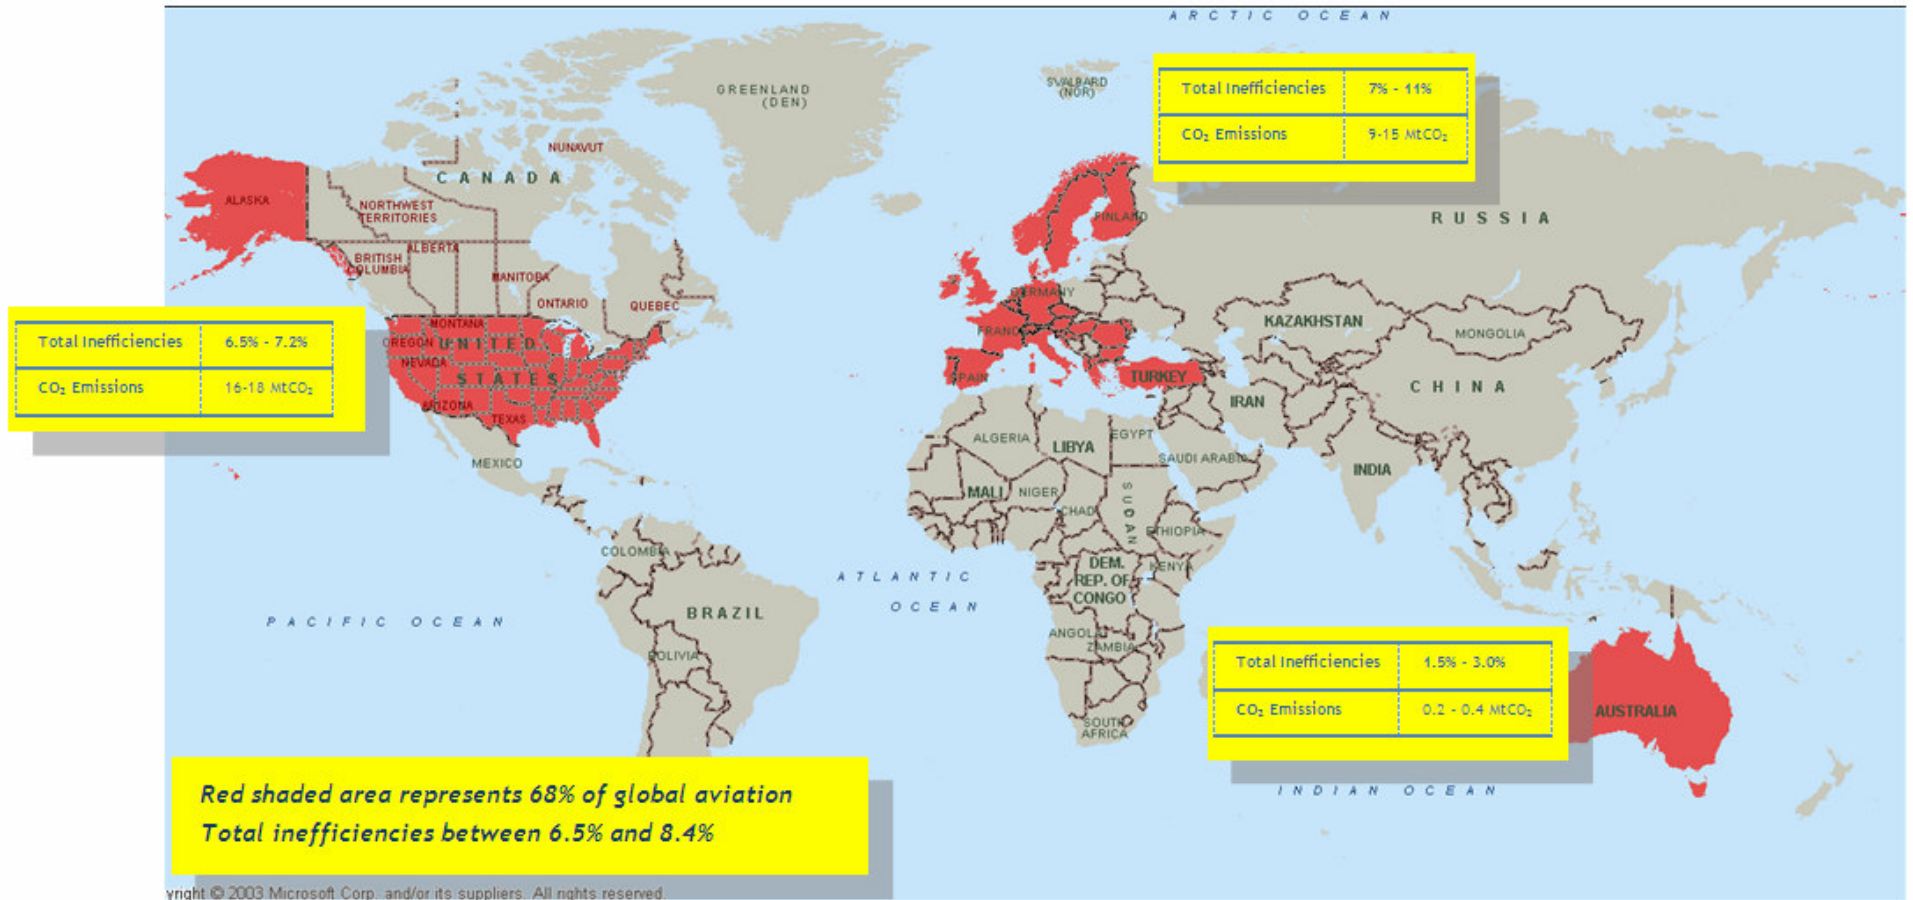 ARCTIC OCEAN
GREENLAND
(DEN)
SVALBARD
(NOR)
Total Inefficiencies 7% - 11%
CO₂ Emissions 9-15 MtCO₂
NUNAVUT
CANADA
ALASKA
NORTHWEST
TERRITORIES
FINLAND
RUSSIA
ALBERTA
BRITISH
COLUMBIA
MANITOBA
ONTARIO
QUEBEC
GERMANY
Total Inefficiencies 6.5% - 7.2%
CO₂ Emissions 16-18 MtCO₂
MONTANA
OREGON
UNITED
STATES
NEVADA
ARIZONA
TEXAS
FRANCE
SPAIN
TURKEY
KAZAKHSTAN
MONGOLIA
CHINA
IRAN
MEXICO
ALGERIA
LIBYA
EGYPT
SAUDI ARABIA
INDIA
MALI
NIGER
CHAD
SUDAN
ETHIOPIA
COLOMBIA
ATLANTIC
OCEAN
DEM.
REP. OF
CONGO
KENYA
PACIFIC OCEAN
BRAZIL
BOLIVIA
ANGOLA
ZAMBIA
SOUTH
AFRICA
Total Inefficiencies 1.5% - 3.0%
CO₂ Emissions 0.2 - 0.4 MtCO₂
AUSTRALIA
INDIAN OCEAN
Red shaded area represents 68% of global aviation
Total inefficiencies between 6.5% and 8.4%
yright © 2003 Microsoft Corp. and/or its suppliers. All rights reserved.